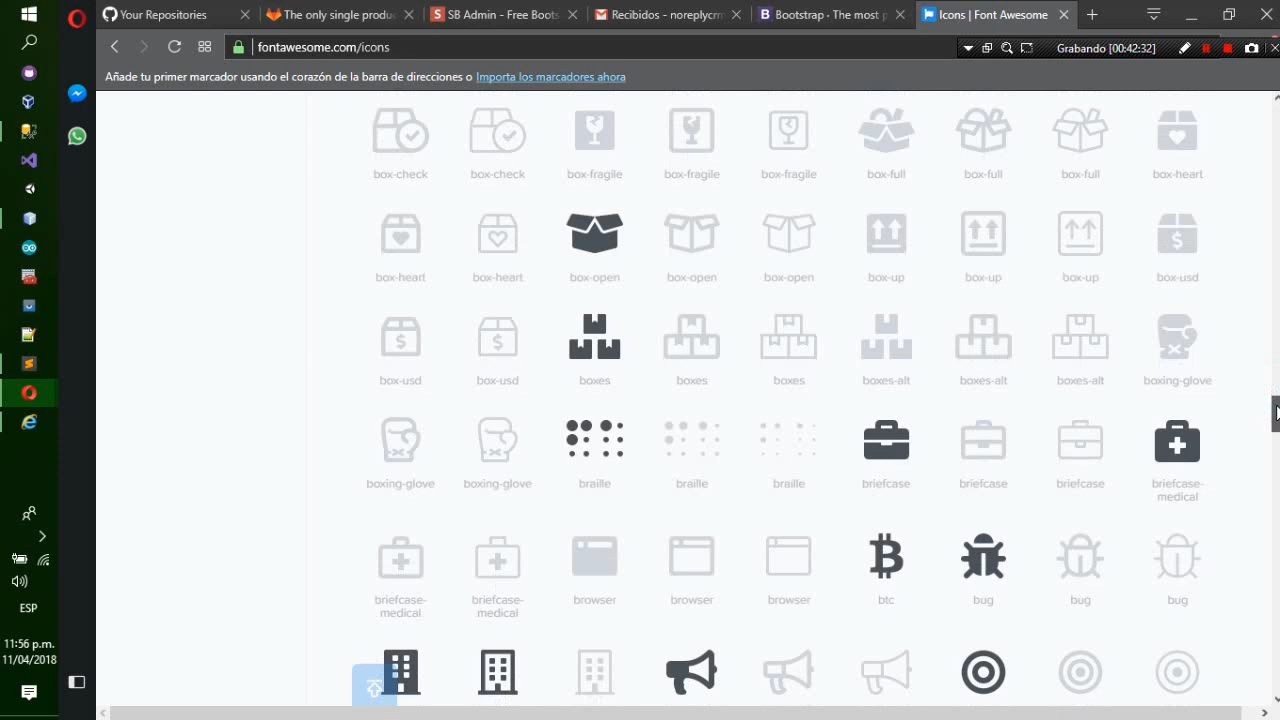 Your Repositories
The only single produc
SB Admin - Free Boots
Recibidos - noreplycrm
Bootstrap · The most p
Icons | Font Awesome
fontawesome.com/icons
Grabando [00:42:32]
Añade tu primer marcador usando el corazón de la barra de direcciones o Importa los marcadores ahora
box-check box-check box-fragile box-fragile box-fragile box-full box-full box-full box-heart
box-heart box-heart box-open box-open box-open box-up box-up box-up box-usd
box-usd box-usd boxes boxes boxes boxes-alt boxes-alt boxes-alt boxing-glove
boxing-glove boxing-glove braille braille braille briefcase briefcase briefcase briefcase-
medical
briefcase- briefcase- browser browser browser btc bug bug bug
medical medical
ESP
11:56 p.m.
11/04/2018